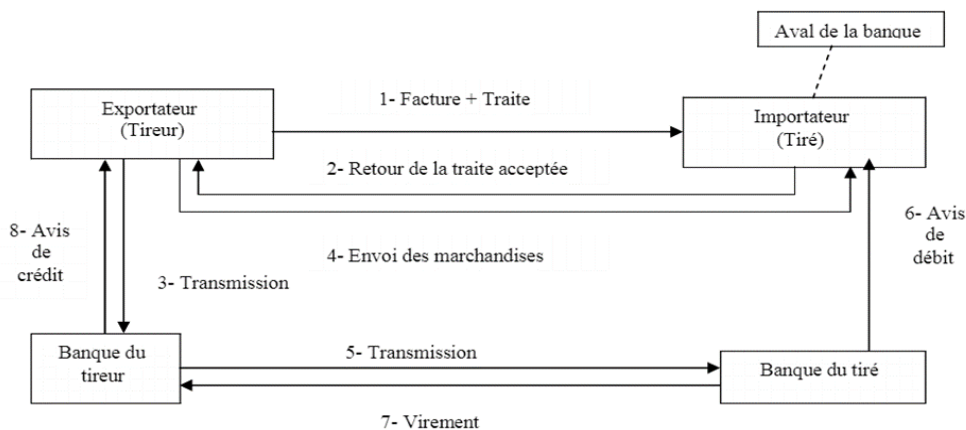 Aval de la banque
1- Facture + Traite
Exportateur
(Tireur)
Importateur
(Tiré)
2- Retour de la traite acceptée
8- Avis
de
crédit
6- Avis
de
débit
4- Envoi des marchandises
3- Transmission
Banque du
tireur
5- Transmission
Banque du tiré
7- Virement